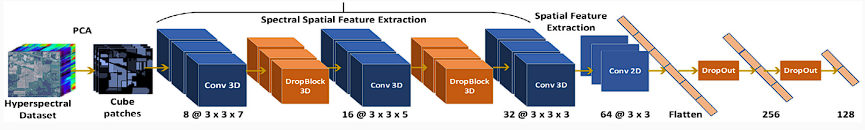 Spectral Spatial Feature Extraction
Spatial Feature
Extraction
PCA
Conv 3D
DropBlock
3D
Conv 3D
DropBlock
3D
Conv 3D
Conv 2D
DropOut
DropOut
Hyperspectral
Dataset
Cube
patches
8 @ 3 x 3 x 7
16 @ 3 x 3 x 5
32 @ 3 x 3 x 3
64 @ 3 x 3
Flatten
256
128